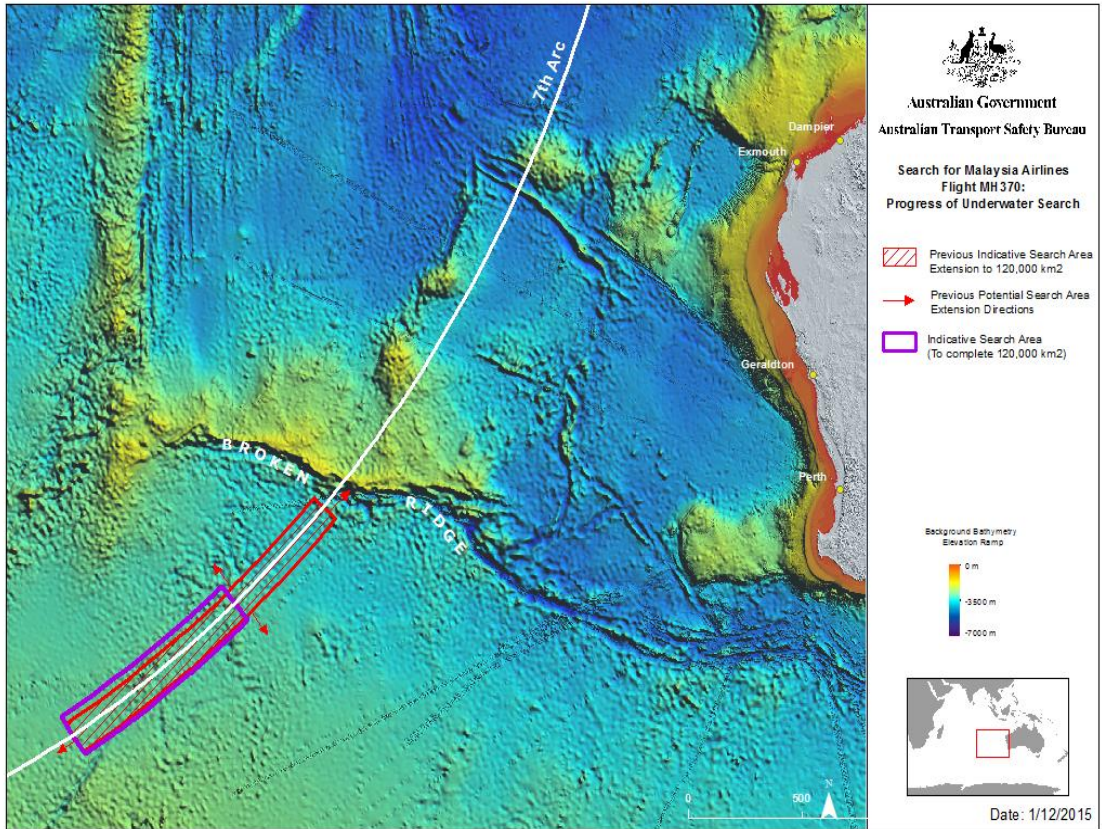 7th Arc
Dampier
Exmouth
Geraldton
Perth
BROKEN
RIDGE
0
500
N
Australian Government
Australian Transport Safety Bureau
Search for Malaysia Airlines
Flight MH370:
Progress of Underwater Search
Previous Indicative Search Area
Extension to 120,000 km2
Previous Potential Search Area
Extension Directions
Indicative Search Area
(To complete 120,000 km2)
Background Bathymetry
Elevation Ramp
0 m
-3500 m
-7000 m
Date: 1/12/2015